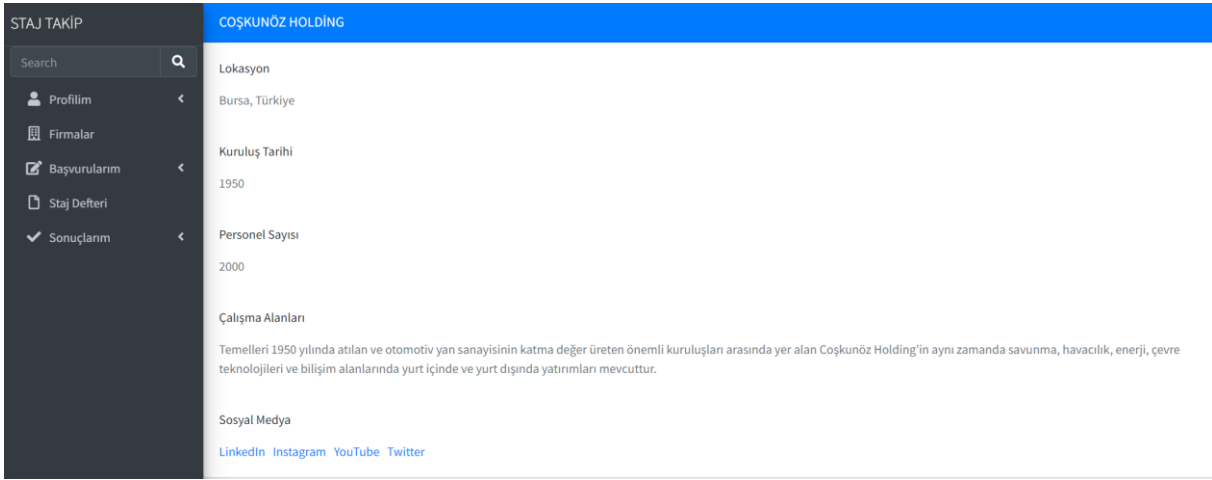 STAJ TAKİP
Search
Profilim
Firmalar
Başvurularım
Staj Defteri
Sonuçlarım
COŞKUNÖZ HOLDİNG
Lokasyon
Bursa, Türkiye
Kuruluş Tarihi
1950
Personel Sayısı
2000
Çalışma Alanları
Temelleri 1950 yılında atılan ve otomotiv yan sanayisinin katma değer üreten önemli kuruluşları arasında yer alan Coşkunöz Holding'in aynı zamanda savunma, havacılık, enerji, çevre
teknolojileri ve bilişim alanlarında yurt içinde ve yurt dışında yatırımları mevcuttur.
Sosyal Medya
LinkedIn Instagram YouTube Twitter